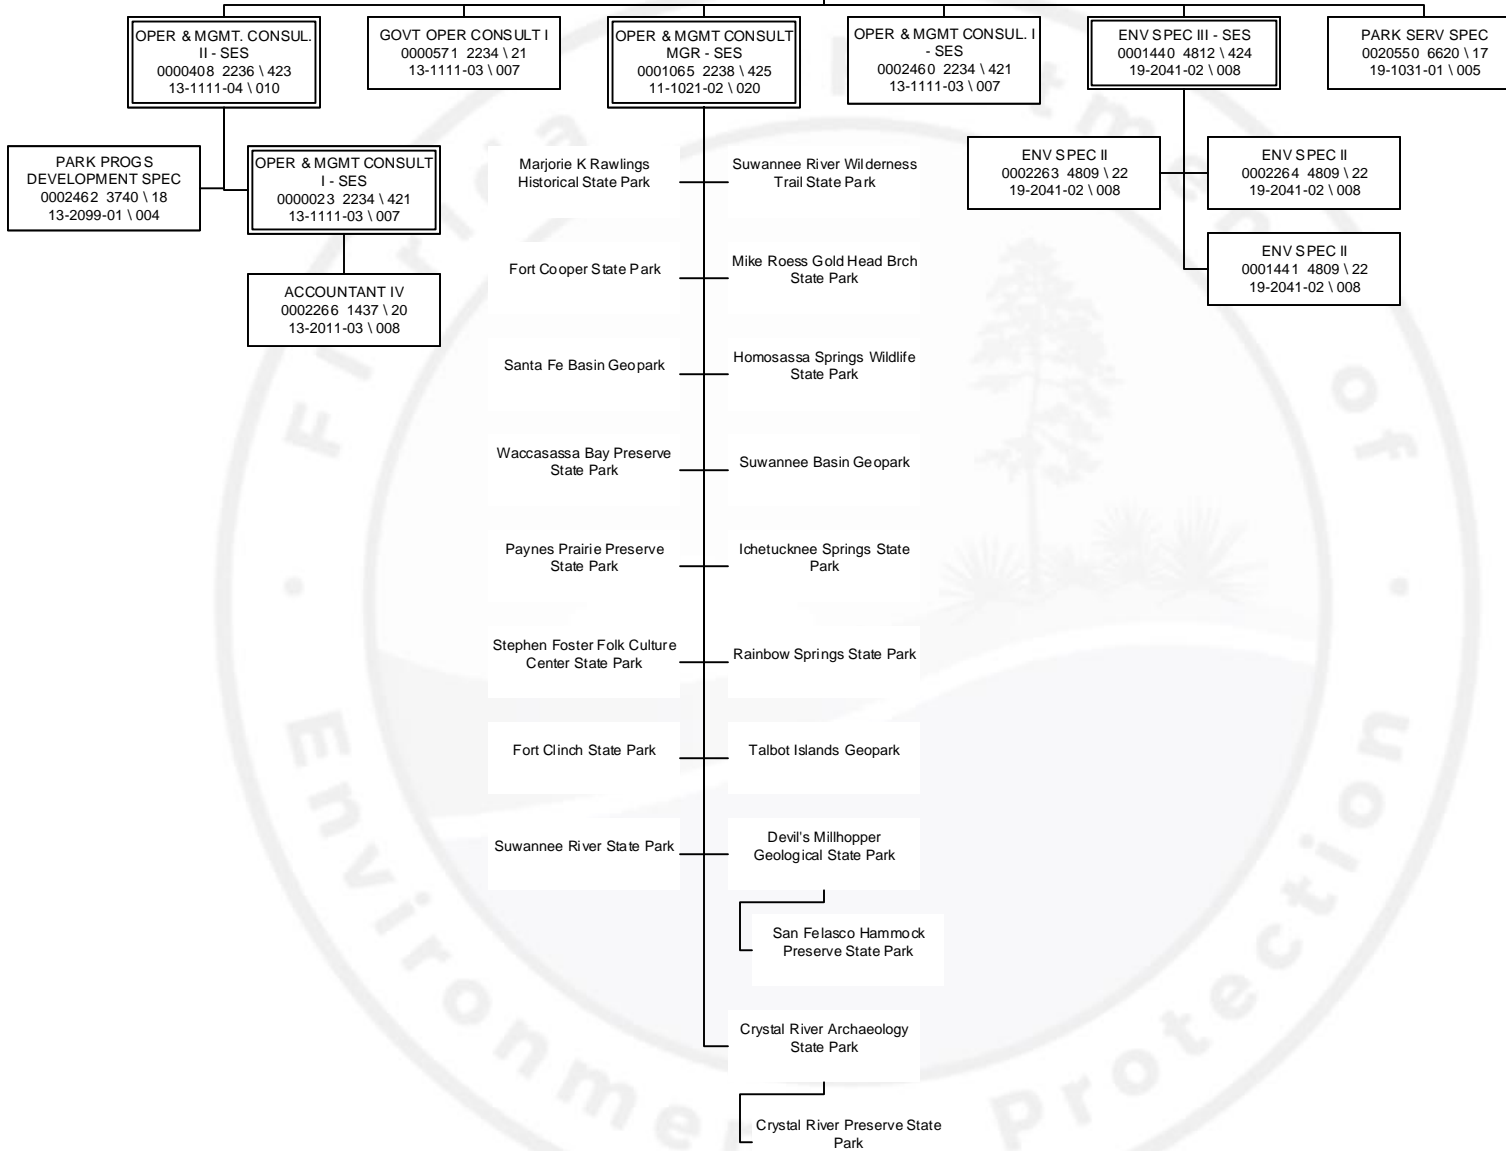 OPER & MGMT. CONSUL.
II - SES
0000408 2236 \ 423
13-1111-04 \ 010
GOVT OPER CONSULT I
0000571 2234 \ 21
13-1111-03 \ 007
OPER & MGMT CONSULT
MGR - SES
0001065 2238 \ 425
11-1021-02 \ 020
OPER & MGMT CONSUL. I
- SES
0002460 2234 \ 421
13-1111-03 \ 007
ENV SPEC III - SES
0001440 4812 \ 424
19-2041-02 \ 008
PARK SERV SPEC
0020550 6620 \ 17
19-1031-01 \ 005
PARK PROGS
DEVELOPMENT SPEC
0002462 3740 \ 18
13-2099-01 \ 004
OPER & MGMT CONSULT
I - SES
0000023 2234 \ 421
13-1111-03 \ 007
ACCOUNTANT IV
0002266 1437 \ 20
13-2011-03 \ 008
ENV SPEC II
0002263 4809 \ 22
19-2041-02 \ 008
ENV SPEC II
0002264 4809 \ 22
19-2041-02 \ 008
ENV SPEC II
0001441 4809 \ 22
19-2041-02 \ 008
Marjorie K Rawlings
Historical State Park
Suwannee River Wilderness
Trail State Park
Fort Cooper State Park
Mike Roess Gold Head Brch
State Park
Santa Fe Basin Geopark
Homosassa Springs Wildlife
State Park
Waccasassa Bay Preserve
State Park
Suwannee Basin Geopark
Paynes Prairie Preserve
State Park
Ichetucknee Springs State
Park
Stephen Foster Folk Culture
Center State Park
Rainbow Springs State Park
Fort Clinch State Park
Talbot Islands Geopark
Suwannee River State Park
Devil's Millhopper
Geological State Park
San Felasco Hammock
Preserve State Park
Crystal River Archaeology
State Park
Crystal River Preserve State
Park